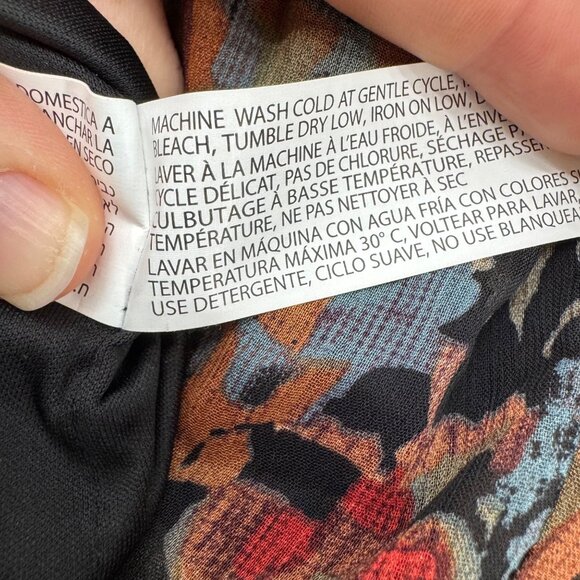 DOMESTICA A
ANCHAR LA
EN SECO
MACHINE WASH COLD AT GENTLE CYCLE,
BLEACH, TUMBLE DRY LOW, IRON ON LOW,
LAVER À LA MACHINE À L'EAU FROIDE, À L'ENVE
CYCLE DÉLICAT, PAS DE CHLORURE, SÉCHAGE P
CULBUTAGE À BASSE TEMPÉRATURE, REPASSER
TEMPÉRATURE, NE PAS NETTOYER À SEC
LAVAR EN MÁQUINA CON AGUA FRÍA CON COLORES S
TEMPERATURA MÁXIMA 30° C, VOLTEAR PARA LAVAR,
USE DETERGENTE, CICLO SUAVE, NO USE BLANQUEA